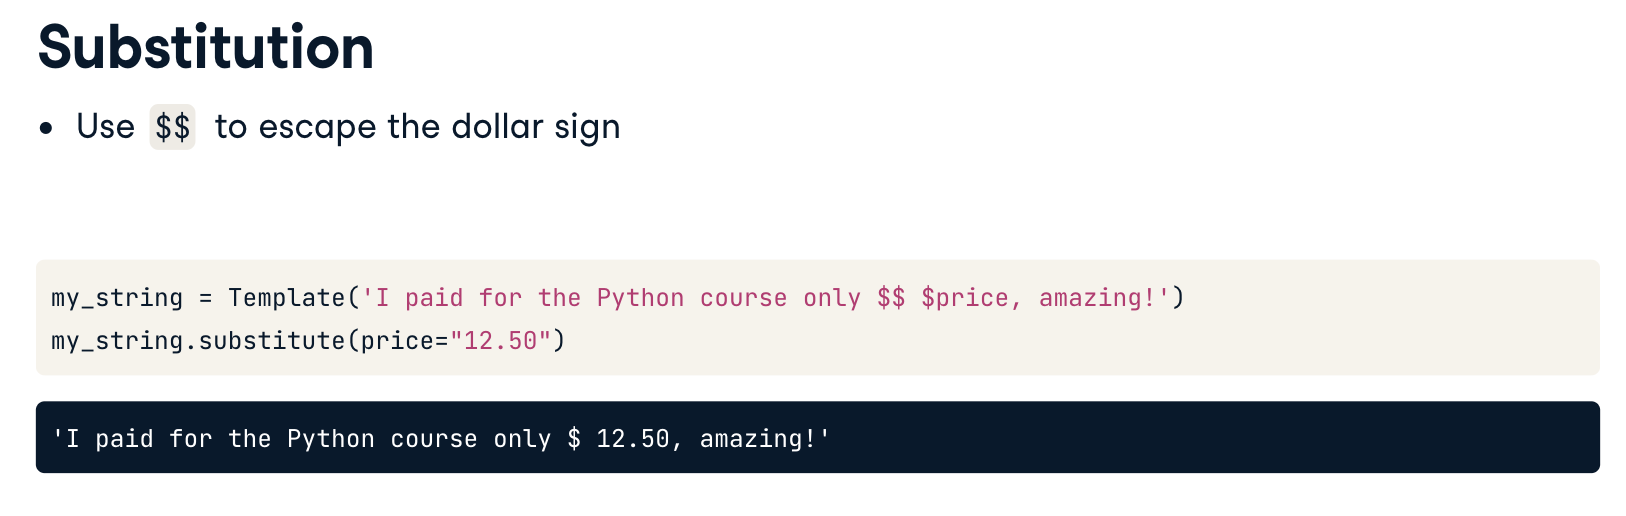 Substitution
• Use $$ to escape the dollar sign
my_string = Template('I paid for the Python course only $$ $price, amazing!')
my_string.substitute(price="12.50")
'I paid for the Python course only $ 12.50, amazing!'